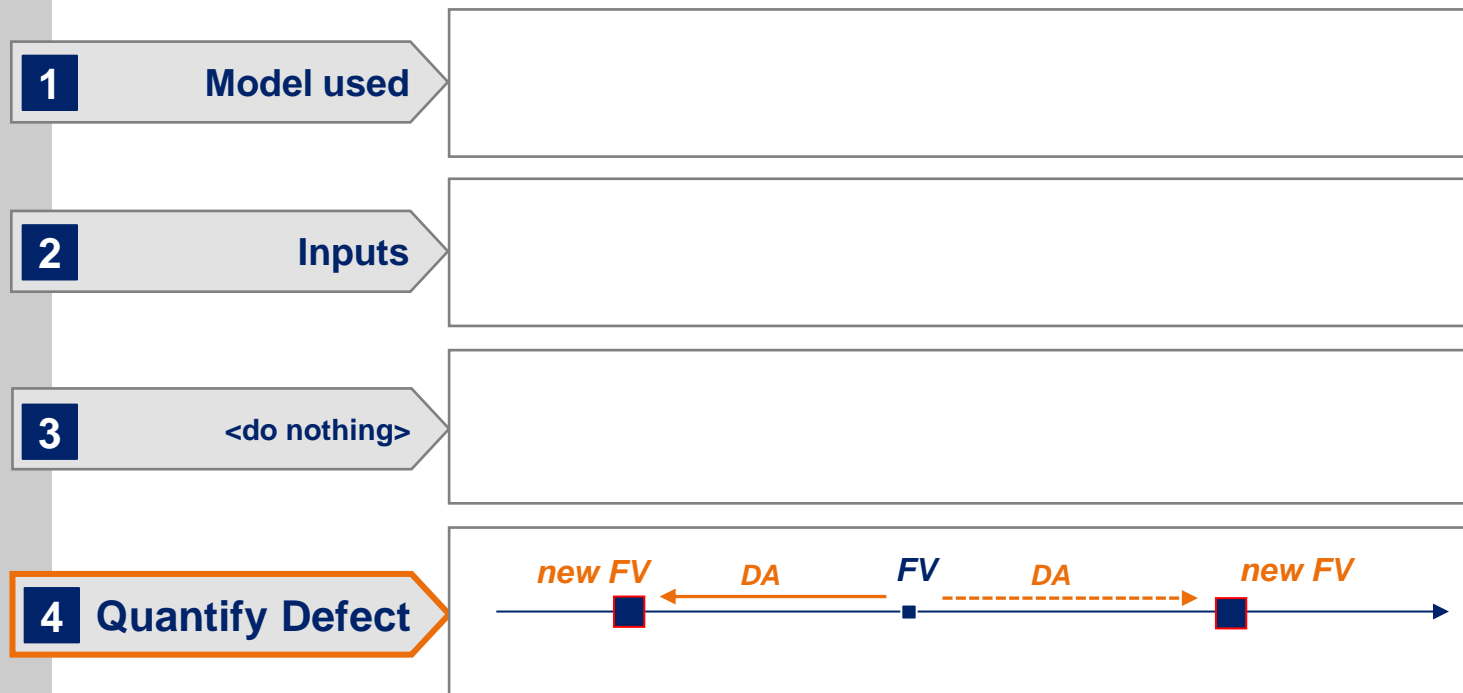 1 Model used
2 Inputs
3 <do nothing>
4 Quantify Defect
new FV DA FV DA new FV